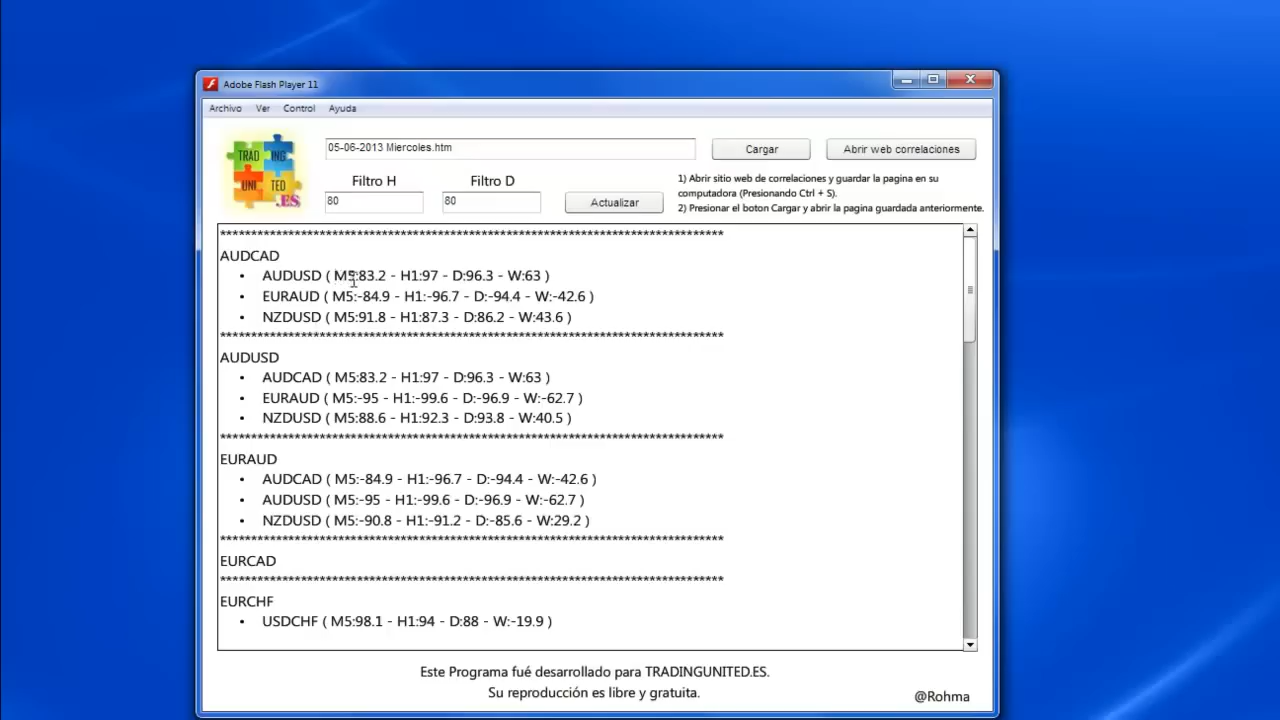 Adobe Flash Player 11
Archivo Ver Control Ayuda
TRAD ING UNI TED .ES
05-06-2013 Miercoles.htm
Cargar
Abrir web correlaciones
Filtro H
Filtro D
80
80
Actualizar
1) Abrir sitio web de correlaciones y guardar la pagina en su
computadora (Presionando Ctrl + S).
2) Presionar el boton Cargar y abrir la pagina guardada anteriormente.
************************************************************************************
AUDCAD
• AUDUSD ( M5:83.2 - H1:97 - D:96.3 - W:63 )
• EURAUD ( M5:-84.9 - H1:-96.7 - D:-94.4 - W:-42.6 )
• NZDUSD ( M5:91.8 - H1:87.3 - D:86.2 - W:43.6 )
************************************************************************************
AUDUSD
• AUDCAD ( M5:83.2 - H1:97 - D:96.3 - W:63 )
• EURAUD ( M5:-95 - H1:-99.6 - D:-96.9 - W:-62.7 )
• NZDUSD ( M5:88.6 - H1:92.3 - D:93.8 - W:40.5 )
************************************************************************************
EURAUD
• AUDCAD ( M5:-84.9 - H1:-96.7 - D:-94.4 - W:-42.6 )
• AUDUSD ( M5:-95 - H1:-99.6 - D:-96.9 - W:-62.7 )
• NZDUSD ( M5:-90.8 - H1:-91.2 - D:-85.6 - W:29.2 )
************************************************************************************
EURCAD
************************************************************************************
EURCHF
• USDCHF ( M5:98.1 - H1:94 - D:88 - W:-19.9 )
Este Programa fué desarrollado para TRADINGUNITED.ES.
Su reproducción es libre y gratuita.
@Rohma